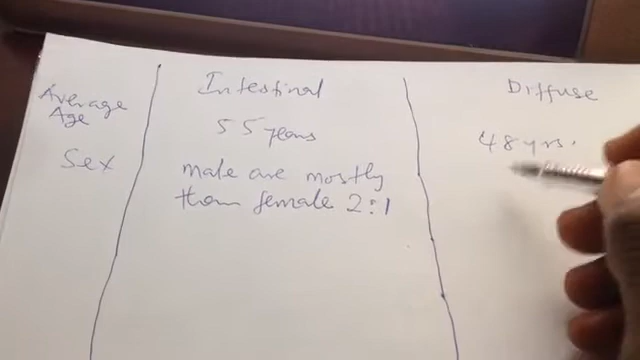 Intestinal
Diffuse
Average
Age
55 years
48 yrs.
Sex
male are mostly
than female 2:1